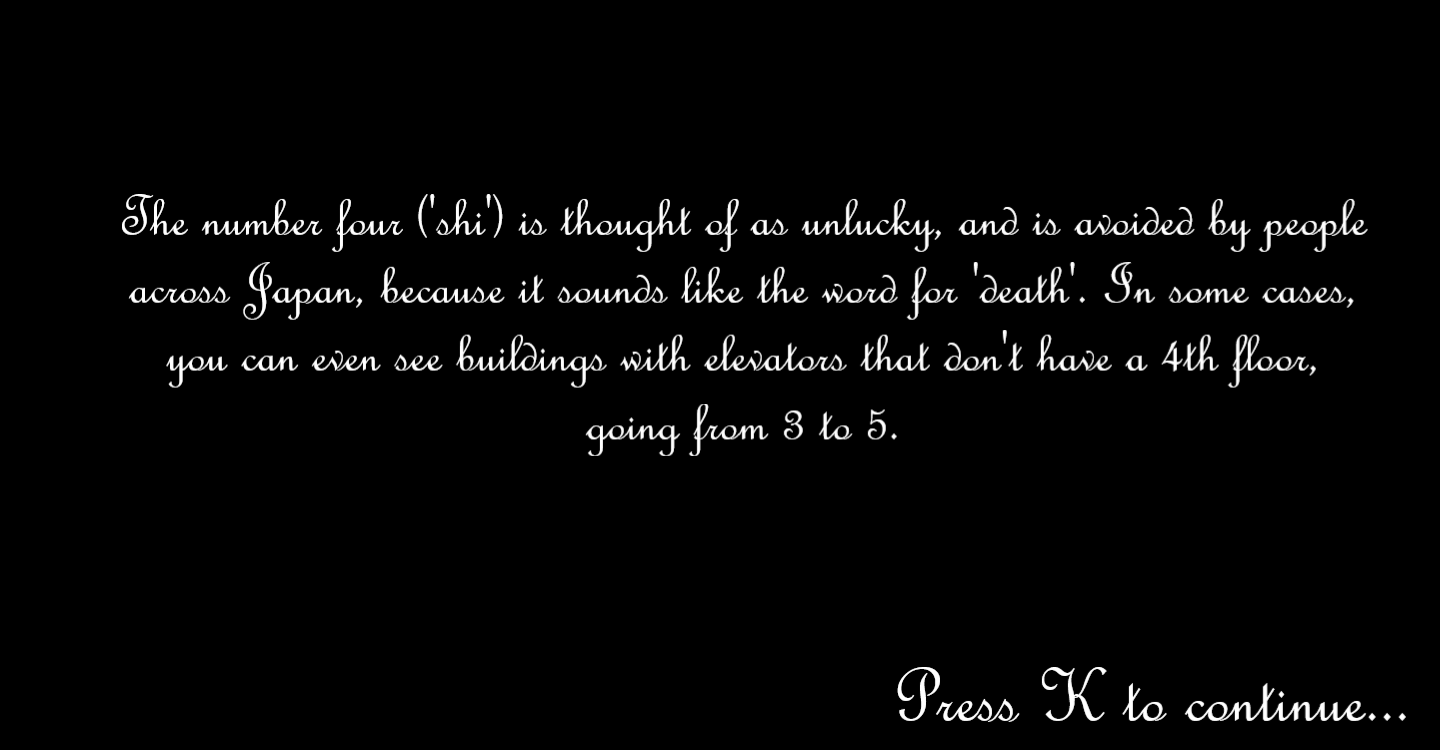 The number four ('shi') is thought of as unlucky, and is avoided by people
across Japan, because it sounds like the word for 'death'. In some cases,
you can even see buildings with elevators that don't have a 4th floor,
going from 3 to 5.
Press K to continue...